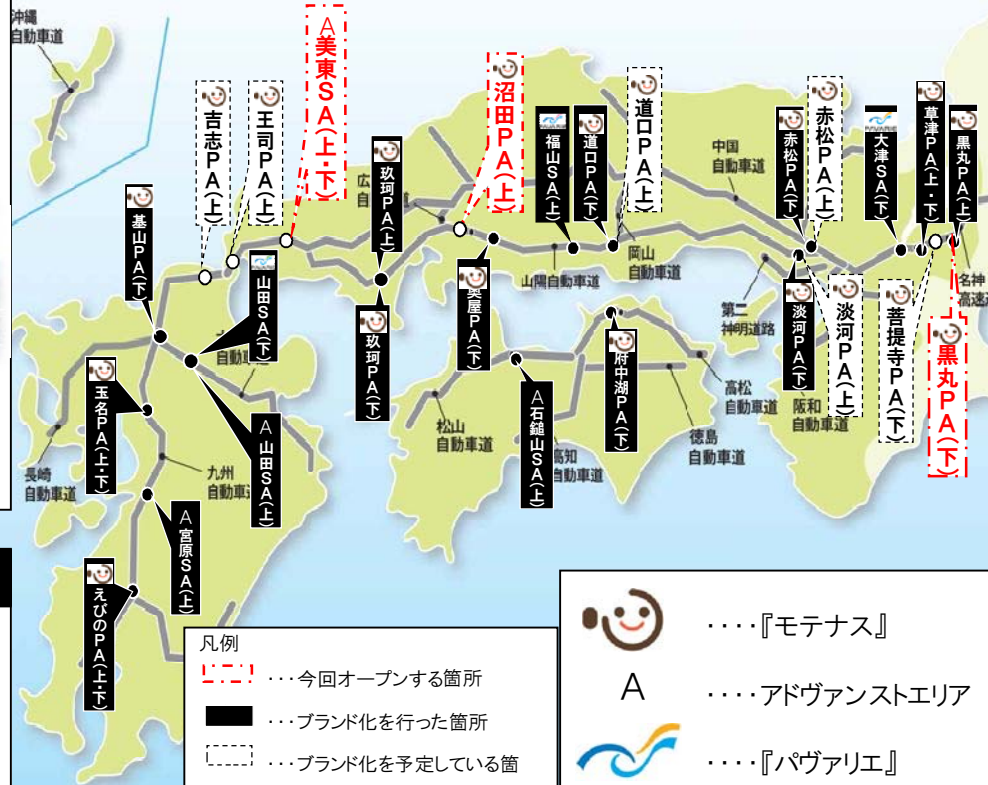 沖縄
自動車道
吉志PA(上)
王司PA(上)
A美東SA(上・下)
玖珂PA(上)
沼田PA(上)
福山SA(下)
道口PA(下)
道口PA(上)
中国
自動車道
赤松PA(下)
赤松PA(上)
大津SA(下)
草津PA(上・下)
黒丸PA(上)
基山PA(下)
山田SA(下)
玖珂PA(下)
奥屋PA(下)
山陽自動車道
岡山
自動車道
第二
神明道路
淡河PA(下)
淡河PA(上)
菩提寺PA(下)
黒丸PA(下)
名神
自動車道
玉名PA(上・下)
A山田SA(上)
松山
自動車道
A石鎚山SA(上)
高知
自動車道
府中湖PA(下)
徳島
自動車道
高松
自動車道
阪和
自動車道
長崎
自動車道
九州
A宮原SA(上)
えびのPA(上・下)
凡例
・・・今回オープンする箇所
・・・ブランド化を行った箇所
・・・ブランド化を予定している箇
・・・・『モテナス』
A ・・・・アドヴァンストエリア
・・・・『パヴァリエ』